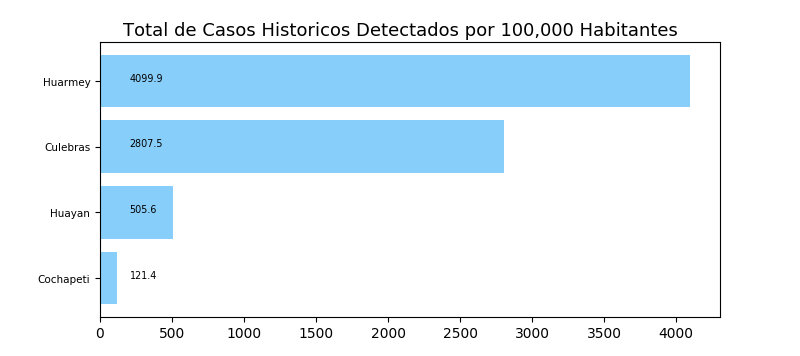 Total de Casos Historicos Detectados por 100,000 Habitantes
Huarmey 4099.9
Culebras 2807.5
Huayan 505.6
Cochapeti 121.4
0 500 1000 1500 2000 2500 3000 3500 4000